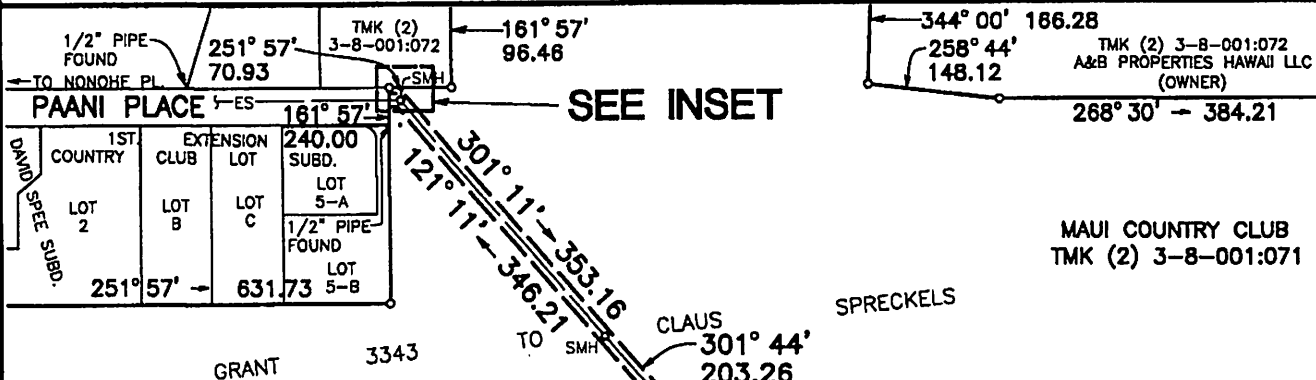 1/2" PIPE
FOUND
TO NONOHE PL.
251° 57'
70.93
TMK (2)
3-8-001:072
161° 57'
96.46
344° 00' 186.28
258° 44'
148.12
TMK (2) 3-8-001:072
A&B PROPERTIES HAWAII LLC
(OWNER)
268° 30' 384.21
SMH
PAANI PLACE
ES
161° 57'
240.00
SEE INSET
DAVID SPEE SUBD.
1ST. EXTENSION
COUNTRY CLUB LOT SUBD.
LOT
2
LOT
B
LOT
C
LOT
5-A
1/2" PIPE
FOUND
LOT
5-B
251° 57' 631.73
301° 11' 353.16
121° 11' 346.21
MAUI COUNTRY CLUB
TMK (2) 3-8-001:071
GRANT 3343 TO CLAUS SPRECKELS
SMH
301° 44'
203.26